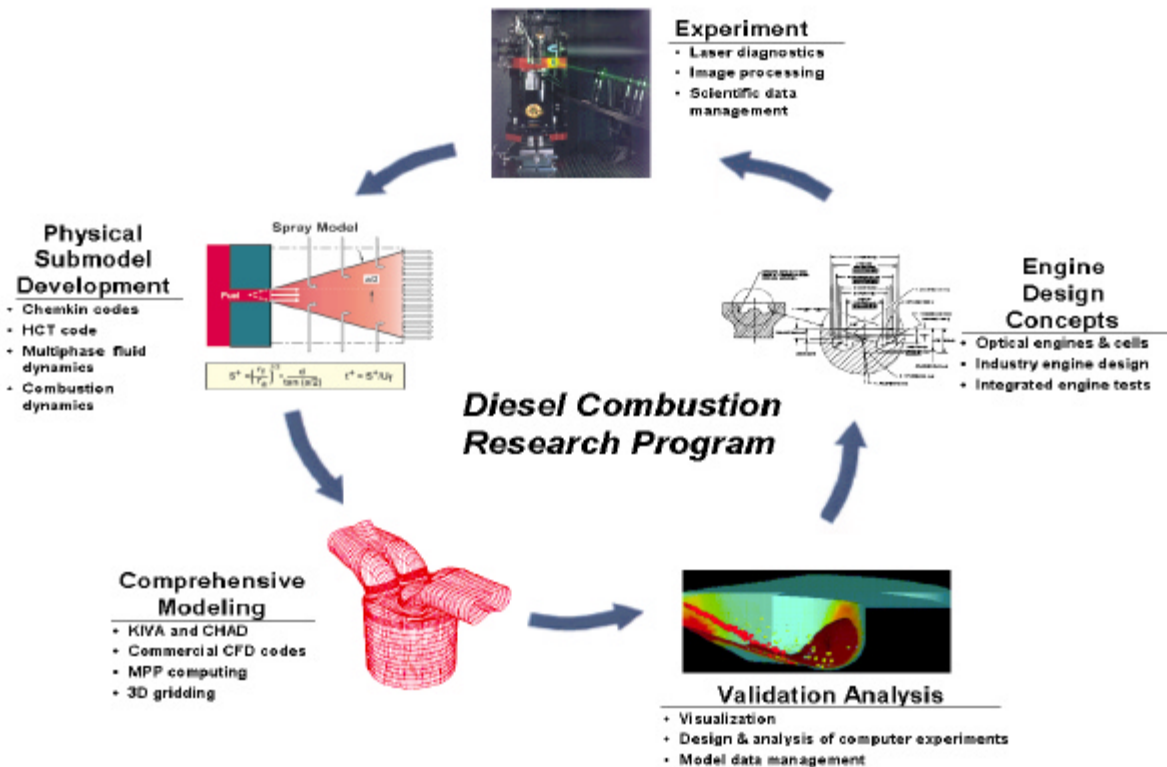 Experiment
• Laser diagnostics
• Image processing
• Scientific data
management
Physical
Submodel
Development
• Chemkin codes
• HCT code
• Multiphase fluid
dynamics
• Combustion
dynamics
Spray Model
Fuel
α/2
Engine
Design
Concepts
• Optical engines & cells
• Industry engine design
• Integrated engine tests
Diesel Combustion
Research Program
Comprehensive
Modeling
• KIVA and CHAD
• Commercial CFD codes
• MPP computing
• 3D gridding
Validation Analysis
• Visualization
• Design & analysis of computer experiments
• Model data management